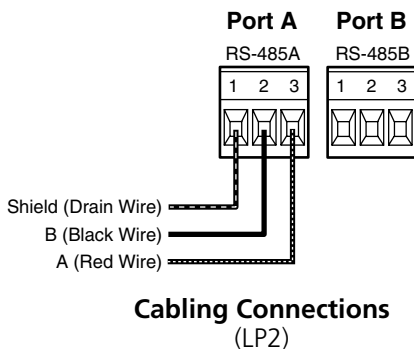 Port A Port B
RS-485A RS-485B
1 2 3 1 2 3
Shield (Drain Wire)
B (Black Wire)
A (Red Wire)
Cabling Connections
(LP2)